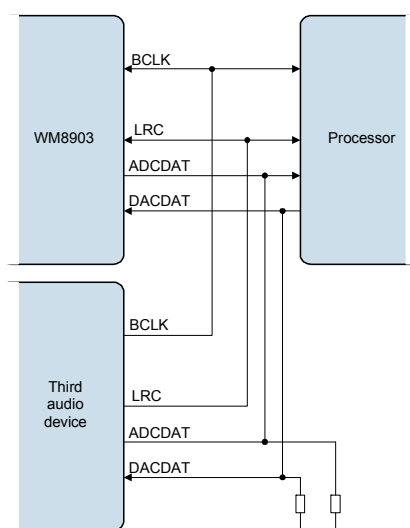 BCLK
WM8903
LRC
Processor
ADCDAT
DACDAT
BCLK
Third
audio
device
LRC
ADCDAT
DACDAT